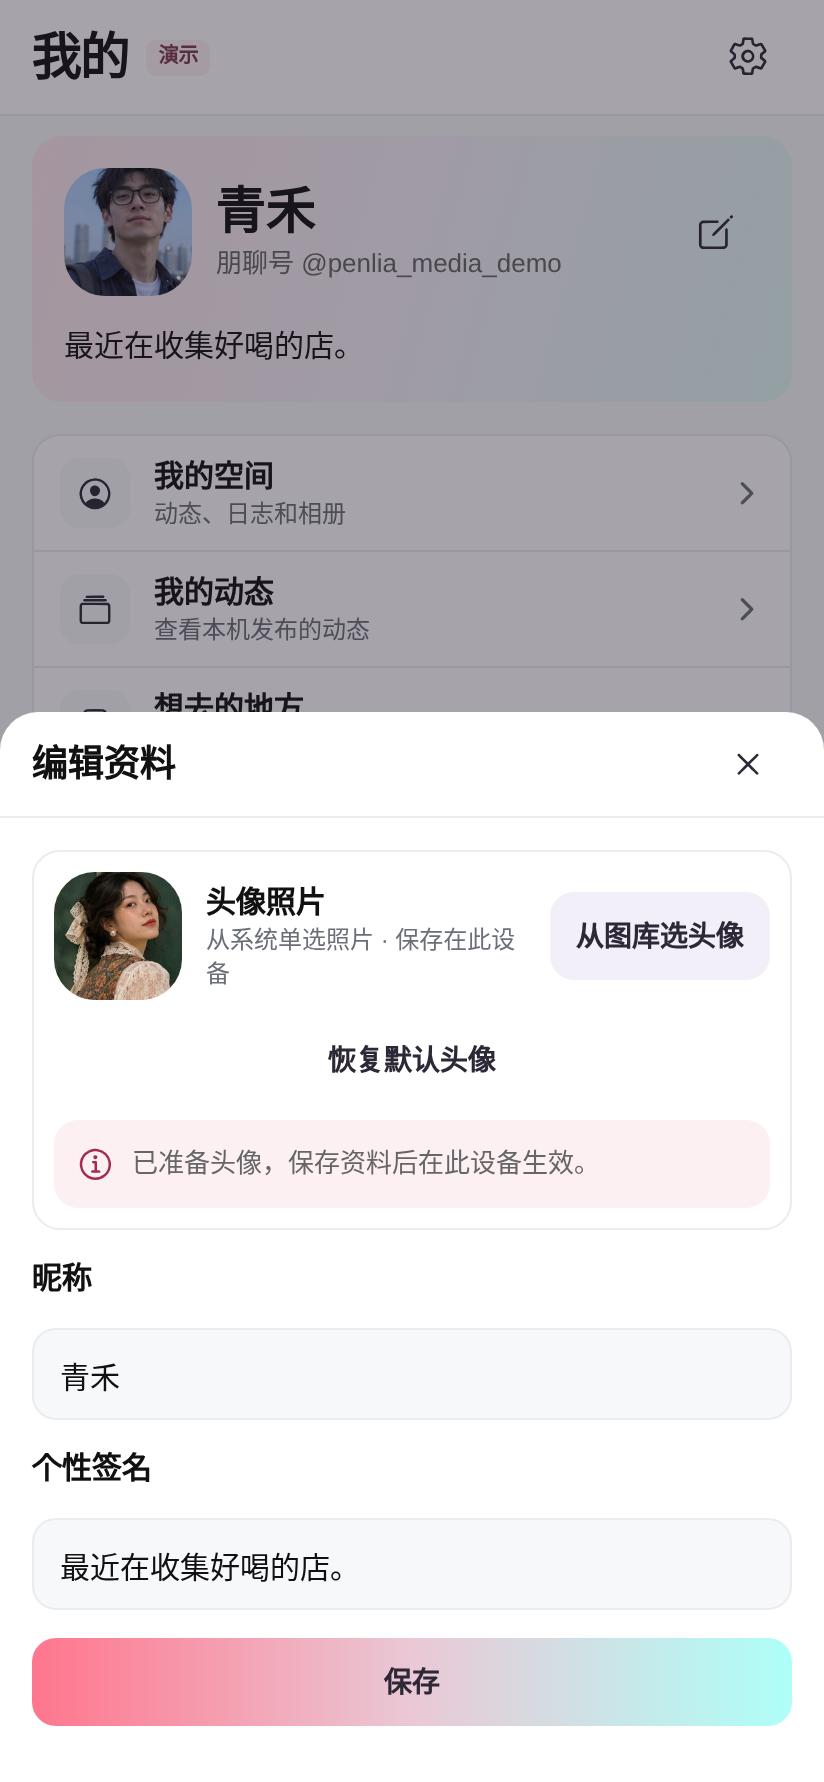 我的
演示
青禾
朋聊号 @penlia_media_demo
最近在收集好喝的店。
我的空间
动态、日志和相册
我的动态
查看本机发布的动态
想去的地方
编辑资料
头像照片
从系统单选照片 · 保存在此设
备
从图库选头像
恢复默认头像
已准备头像，保存资料后在此设备生效。
昵称
青禾
个性签名
最近在收集好喝的店。
保存